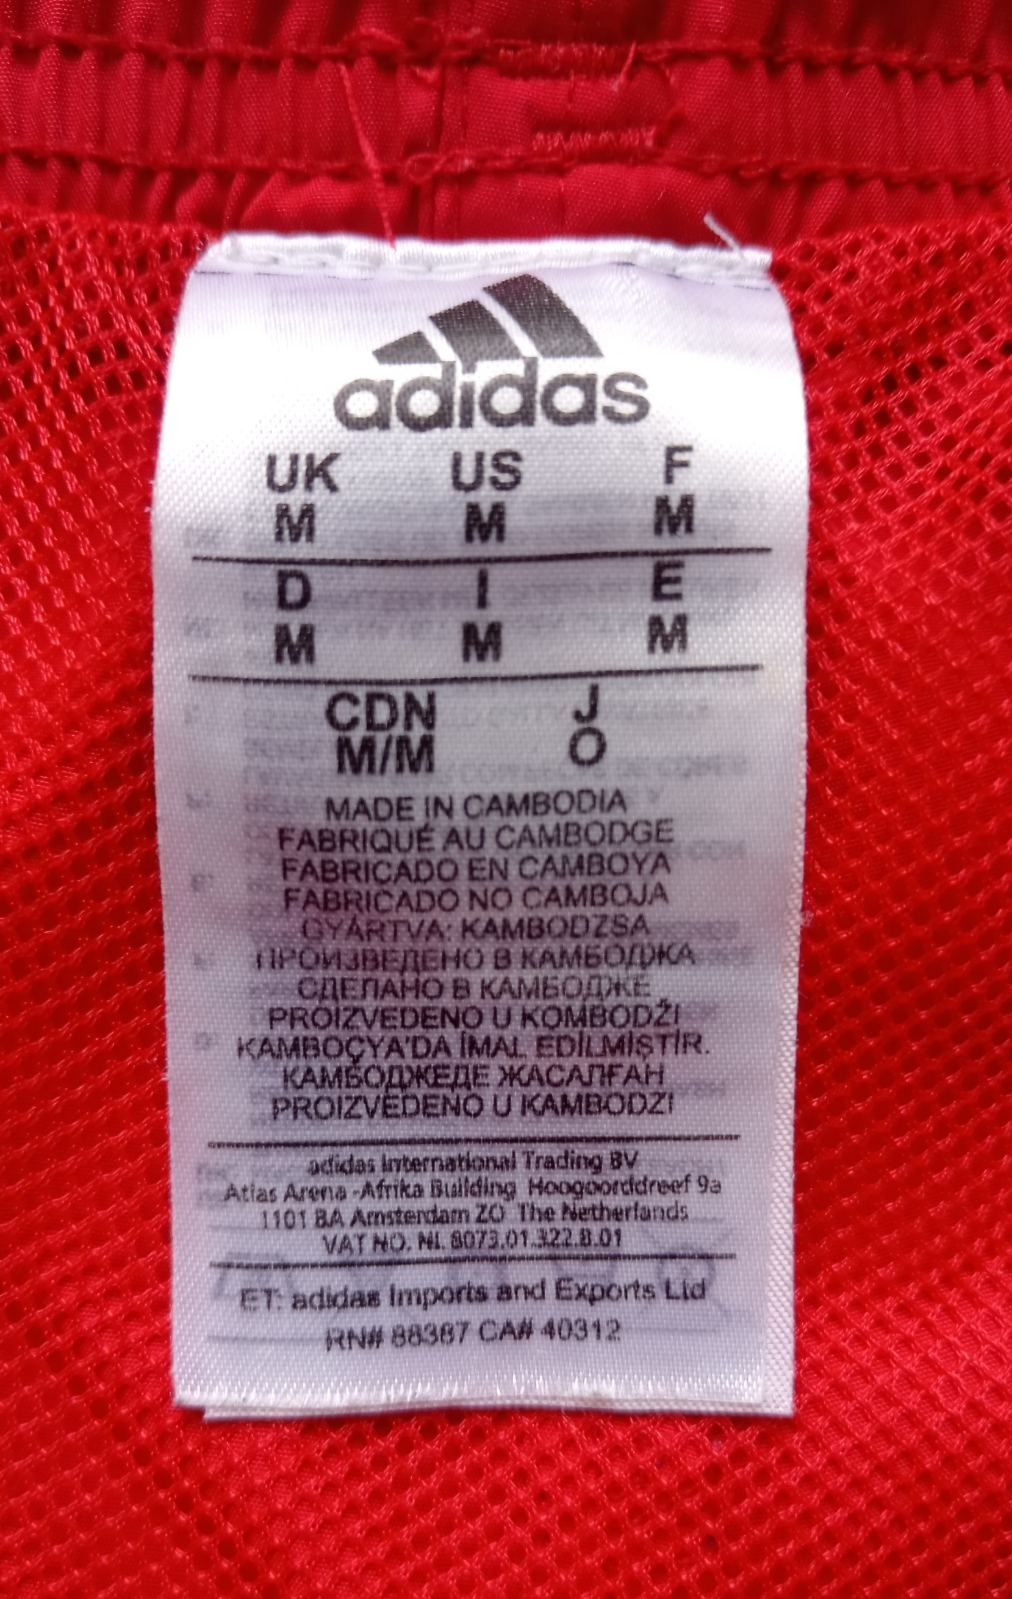 adidas
UK US F
M M M
D I E
M M M
CDN J
M/M O
MADE IN CAMBODIA
FABRIQUÉ AU CAMBODGE
FABRICADO EN CAMBOYA
FABRICADO NO CAMBOJA
GYÁRTVA: KAMBODZSA
ПРОИЗВЕДЕНО В КАМБОДЖА
СДЕЛАНО В КАМБОДЖЕ
PROIZVEDENO U KOMBODŽI
KAMBOÇYA'DA İMAL EDİLMİŞTİR.
КАМБОДЖЕДЕ ЖАСАЛҒАН
PROIZVEDENO U KAMBODZI
adidas International Trading BV
Atlas Arena -Afrika Building Hoogoorddreef 9a
1101 BA Amsterdam ZO The Netherlands
VAT NO. NL 8073.01.322.B.01
ET: adidas Imports and Exports Ltd
RN# 88387 CA# 40312